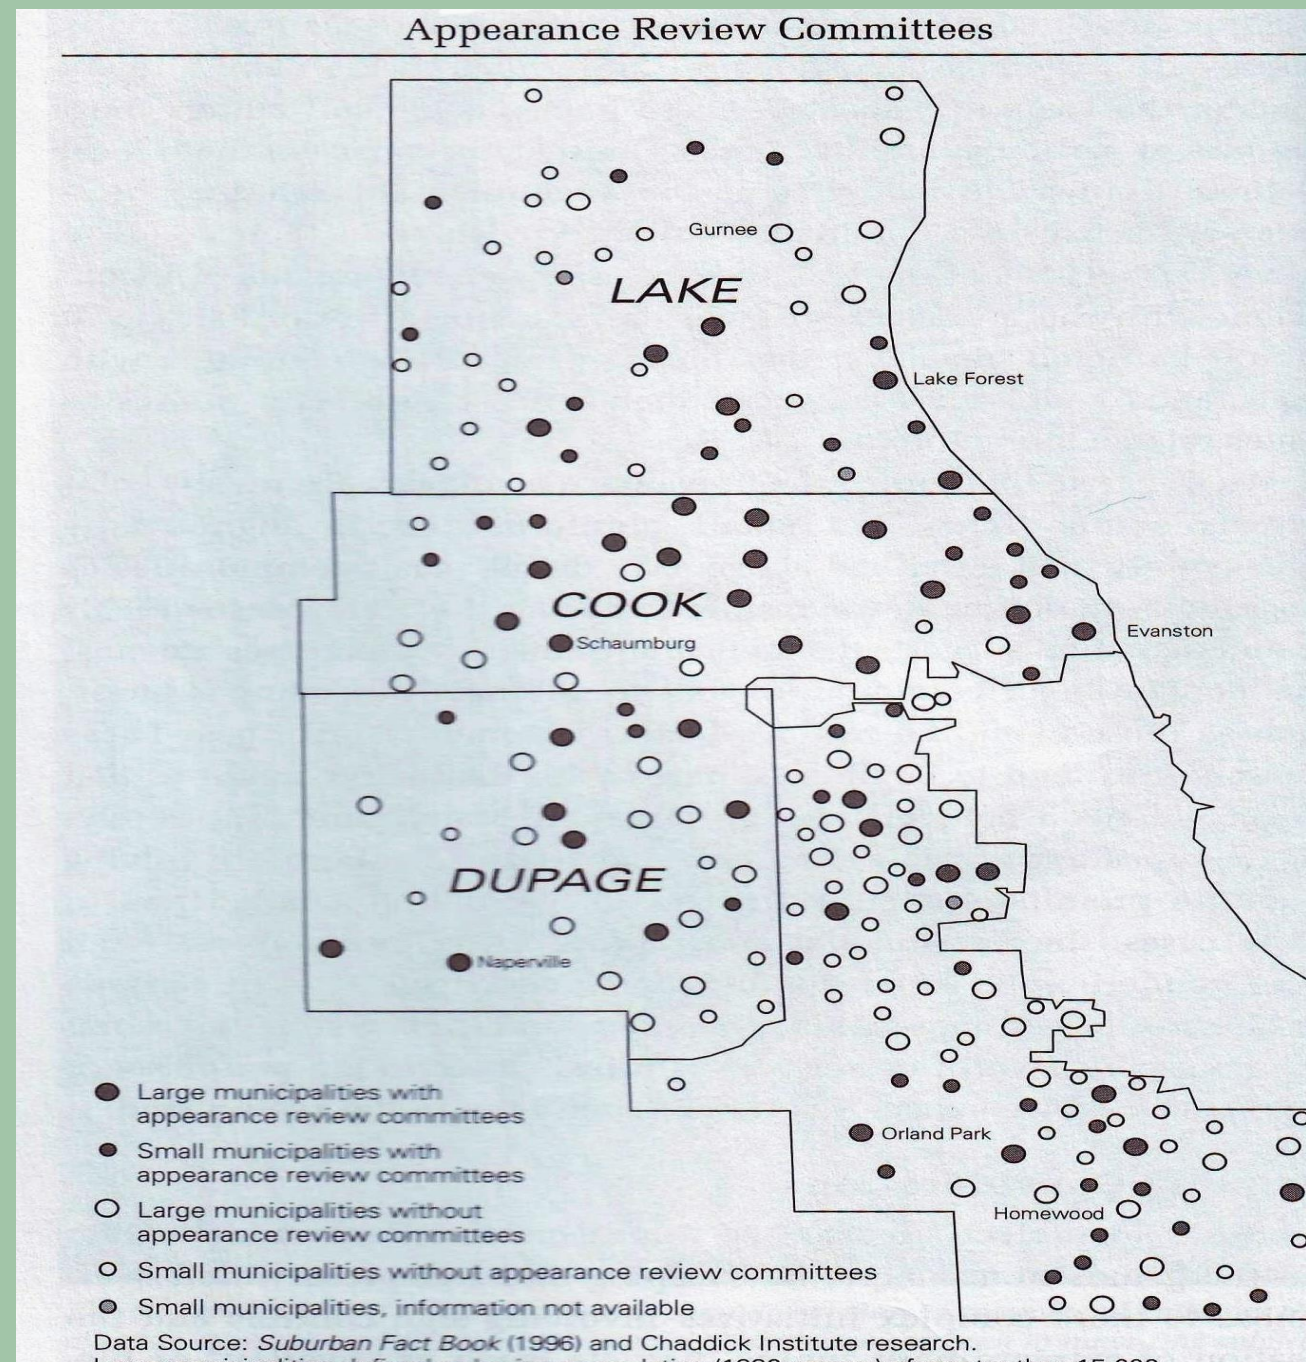 Appearance Review Committees
Gurnee
LAKE
Lake Forest
COOK
Schaumburg
Evanston
DUPAGE
Naperville
Large municipalities with
appearance review committees
Small municipalities with
appearance review committees
Orland Park
Large municipalities without
appearance review committees
Homewood
Small municipalities without appearance review committees
Small municipalities, information not available
Data Source: Suburban Fact Book (1996) and Chaddick Institute research.